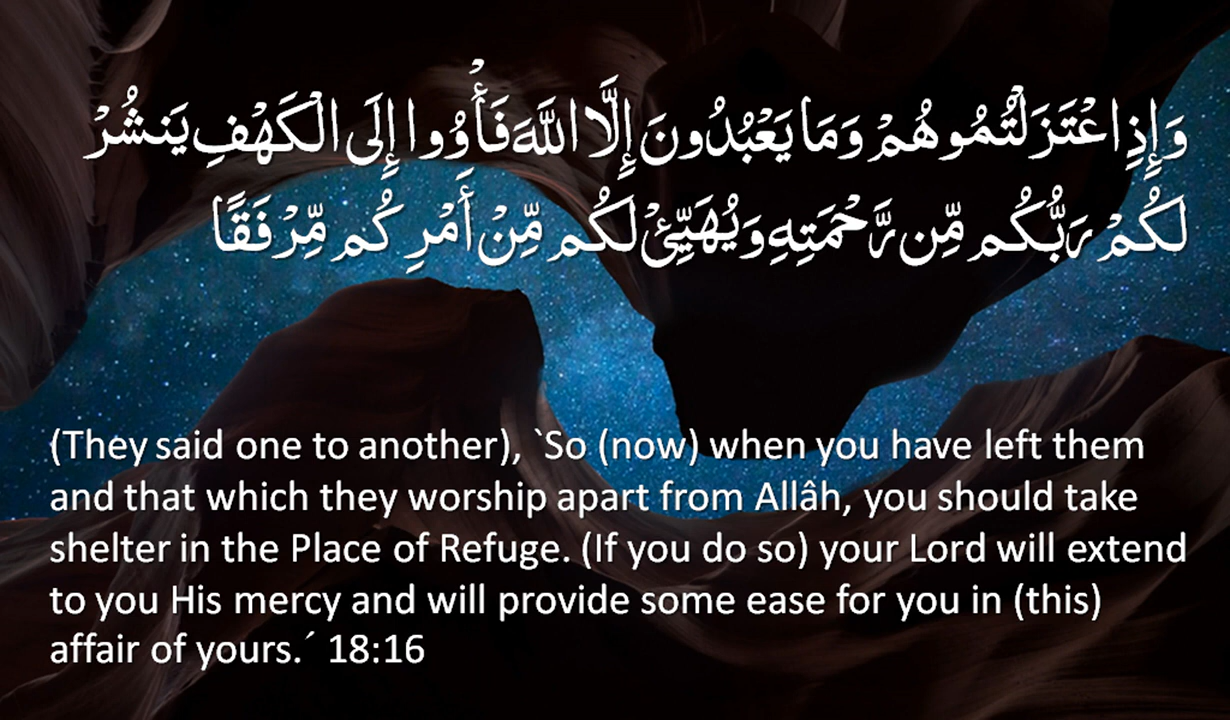 وَإِذِ اعْتَزَلْتُمُوهُمْ وَمَا يَعْبُدُونَ إِلَّا اللَّهَ فَأْوُوا إِلَى الْكَهْفِ يَنشُرْ
لَكُمْ رَبُّكُم مِّن رَّحْمَتِهِ وَيُهَيِّئْ لَكُم مِّنْ أَمْرِكُم مِّرْفَقًا
(They said one to another), `So (now) when you have left them
and that which they worship apart from Allâh, you should take
shelter in the Place of Refuge. (If you do so) your Lord will extend
to you His mercy and will provide some ease for you in (this)
affair of yours.´ 18:16